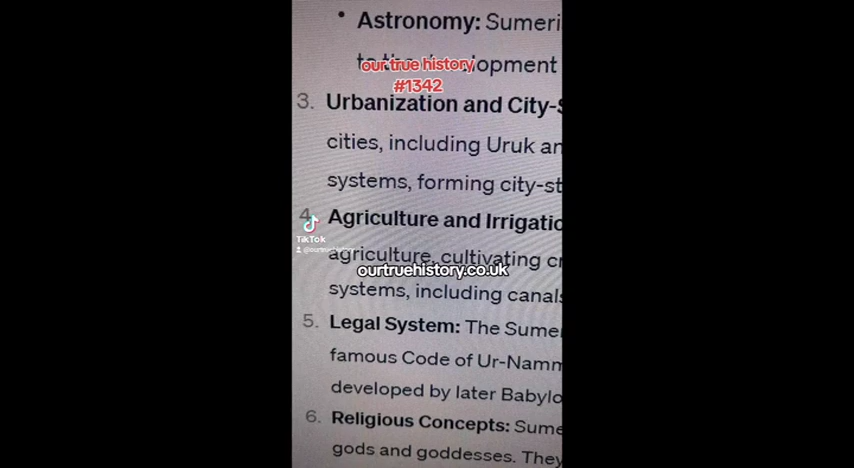 • Astronomy: Sumeri
our true history
#1342
opment
3. Urbanization and City-S
cities, including Uruk an
systems, forming city-st
4. Agriculture and Irrigatio
TikTok
agriculture, cultivating cr
ourtruehistory.co.uk
systems, including canals
5. Legal System: The Sumer
famous Code of Ur-Namm
developed by later Babylo
6. Religious Concepts: Sume
gods and goddesses. They